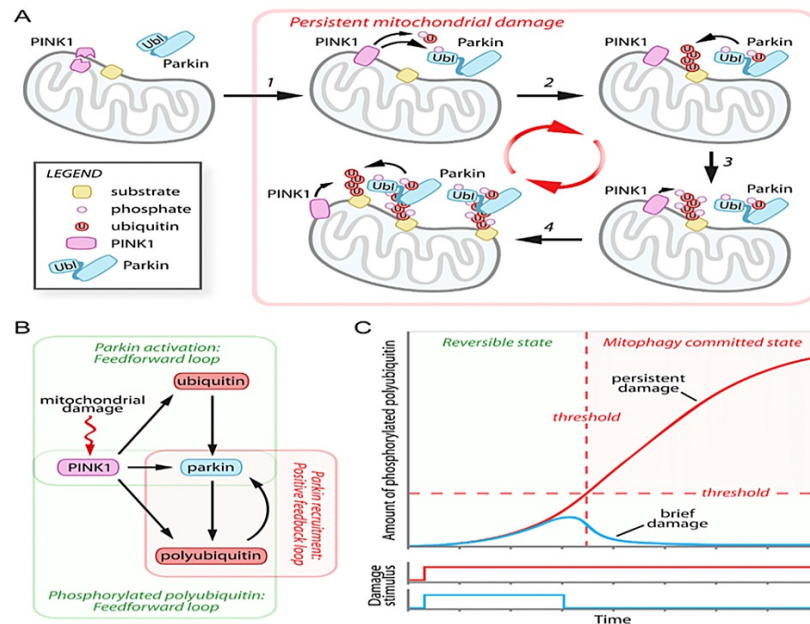 A
PINK1
Ubl
Parkin
1
Persistent mitochondrial damage
PINK1
U
Ubl
Parkin
2
PINK1
U
U
U
U
Ubl
U
Parkin
3
PINK1
U
U
U
U
Ubl
U
Parkin
4
PINK1
U
U
U
U
Ubl
U
Parkin
Ubl
U
LEGEND
substrate
phosphate
U ubiquitin
PINK1
Ubl Parkin
B
Parkin activation:
Feedforward loop
mitochondrial
damage
ubiquitin
PINK1
parkin
polyubiquitin
Parkin recruitment:
Positive feedback loop
Phosphorylated polyubiquitin:
Feedforward loop
C
Amount of phosphorylated polyubiquitin
Reversible state
Mitophagy committed state
persistent
damage
threshold
threshold
brief
damage
Damage
stimulus
Time